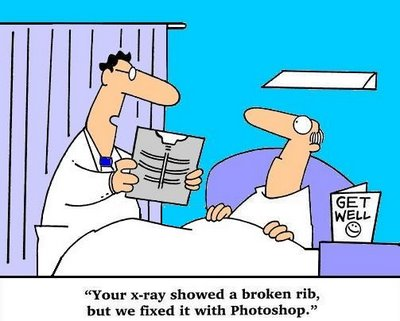 GET
WELL
“Your x-ray showed a broken rib,
but we fixed it with Photoshop.”